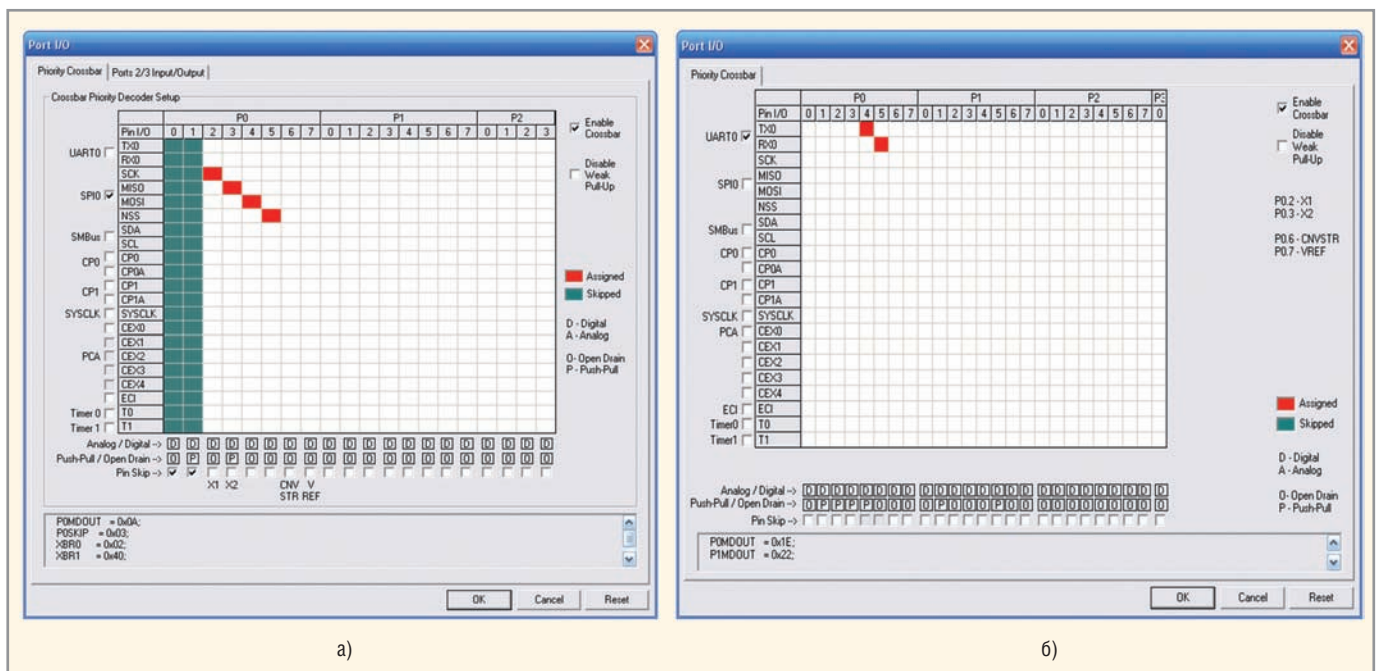 Port I/O
Priority Crossbar
Ports 2/3 Input/Output
Crossbar Priority Decoder Setup
P0 P1 P2
Pin I/O 0 1 2 3 4 5 6 7 0 1 2 3 4 5 6 7 0 1 2 3
UART0
TX0
RX0
SPI0
SCK
MISO
MOSI
NSS
SMBus
SDA
SCL
CP0
CP0
CP0A
CP1
CP1
CP1A
SYSCLK
SYSCLK
PCA
CEX0
CEX1
CEX2
CEX3
CEX4
ECI
Timer 0
T0
Timer 1
T1
Enable
Crossbar
Disable
Weak
Pull-Up
Assigned
Skipped
D - Digital
A - Analog
O- Open Drain
P - Push-Pull
Analog / Digital --> D D D D D D D D D D D D D D D D D D D D
Push-Pull / Open Drain --> O P O P O O O O O O O O O O O O O O O O
Pin Skip -->
X1 X2 CNV V
STR REF
P0MDOUT = 0x0A;
P0SKIP = 0x03;
XBR0 = 0x02;
XBR1 = 0x40;
OK Cancel Reset
а)
Port I/O
Priority Crossbar
P0 P1 P2 P3
Pin I/O 0 1 2 3 4 5 6 7 0 1 2 3 4 5 6 7 0 1 2 3 4 5 6 7 0
UART0
TX0
RX0
SPI0
SCK
MISO
MOSI
NSS
SMBus
SDA
SCL
CP0
CP0
CP0A
CP1
CP1
CP1A
SYSCLK
SYSCLK
PCA
CEX0
CEX1
CEX2
CEX3
CEX4
ECI
ECI
Timer0
T0
Timer1
T1
Enable
Crossbar
Disable
Weak
Pull-Up
P0.2 - X1
P0.3 - X2
P0.6 - CNVSTR
P0.7 - VREF
Assigned
Skipped
D - Digital
A - Analog
O- Open Drain
P - Push-Pull
Analog / Digital --> D D D D D D D D D D D D D D D D D D D D D D D D D
Push-Pull / Open Drain --> O P P P P O O O O P O O O P O O O O O O O O O O O
Pin Skip -->
P0MDOUT = 0x1E;
P1MDOUT = 0x22;
OK Cancel Reset
б)